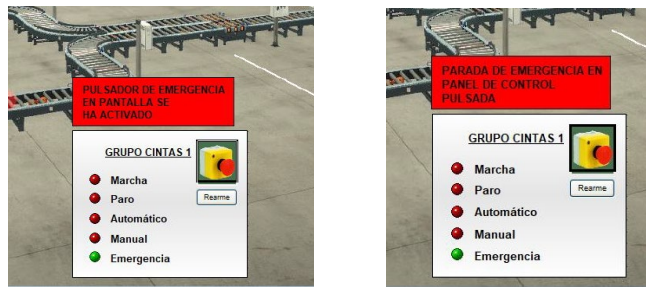 PULSADOR DE EMERGENCIA
EN PANTALLA SE
HA ACTIVADO
GRUPO CINTAS 1
Marcha
Paro
Rearme
Automático
Manual
Emergencia
PARADA DE EMERGENCIA EN
PANEL DE CONTROL
PULSADA
GRUPO CINTAS 1
Marcha
Paro
Rearme
Automático
Manual
Emergencia